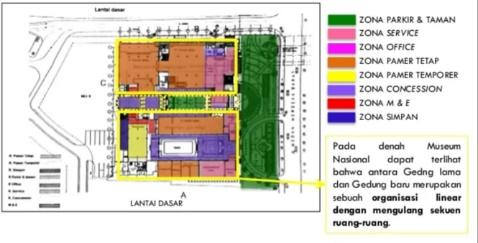 Lantai dasar
C
A
LANTAI DASAR
ZONA PARKIR & TAMAN
ZONA SERVICE
ZONA OFFICE
ZONA PAMER TETAP
ZONA PAMER TEMPORER
ZONA CONCESSION
ZONA M & E
ZONA SIMPAN
Pada denah Museum
Nasional dapat terlihat
bahwa antara Gedng lama
dan Gedung baru merupakan
sebuah organisasi linear
dengan mengulang sekuen
ruang-ruang.